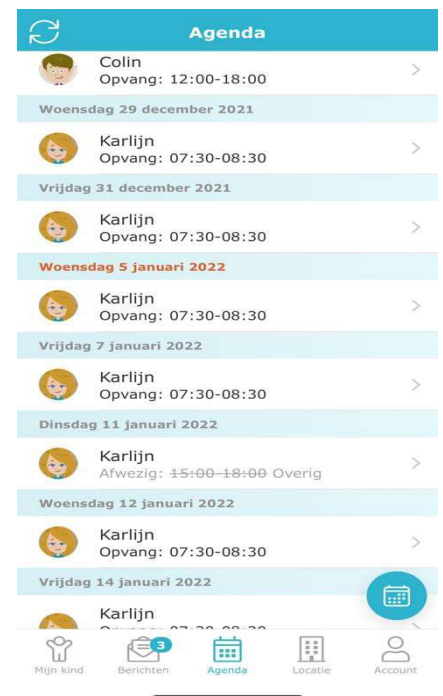 Agenda
Colin
Opvang: 12:00-18:00
Woensdag 29 december 2021
Karlijn
Opvang: 07:30-08:30
Vrijdag 31 december 2021
Karlijn
Opvang: 07:30-08:30
Woensdag 5 januari 2022
Karlijn
Opvang: 07:30-08:30
Vrijdag 7 januari 2022
Karlijn
Opvang: 07:30-08:30
Dinsdag 11 januari 2022
Karlijn
Afwezig: 15:00-18:00 Overig
Woensdag 12 januari 2022
Karlijn
Opvang: 07:30-08:30
Vrijdag 14 januari 2022
Karlijn
3
Mijn kind Berichten Agenda Locatie Account